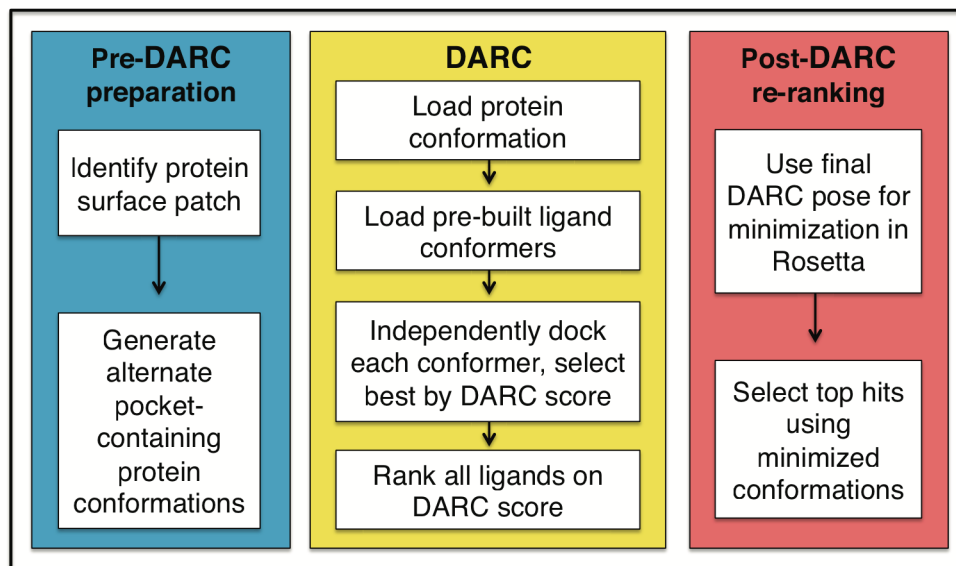 Pre-DARC
preparation
Identify protein
surface patch
Generate
alternate
pocket-
containing
protein
conformations
DARC
Load protein
conformation
Load pre-built ligand
conformers
Independently dock
each conformer, select
best by DARC score
Rank all ligands on
DARC score
Post-DARC
re-ranking
Use final
DARC pose for
minimization in
Rosetta
Select top hits
using
minimized
conformations